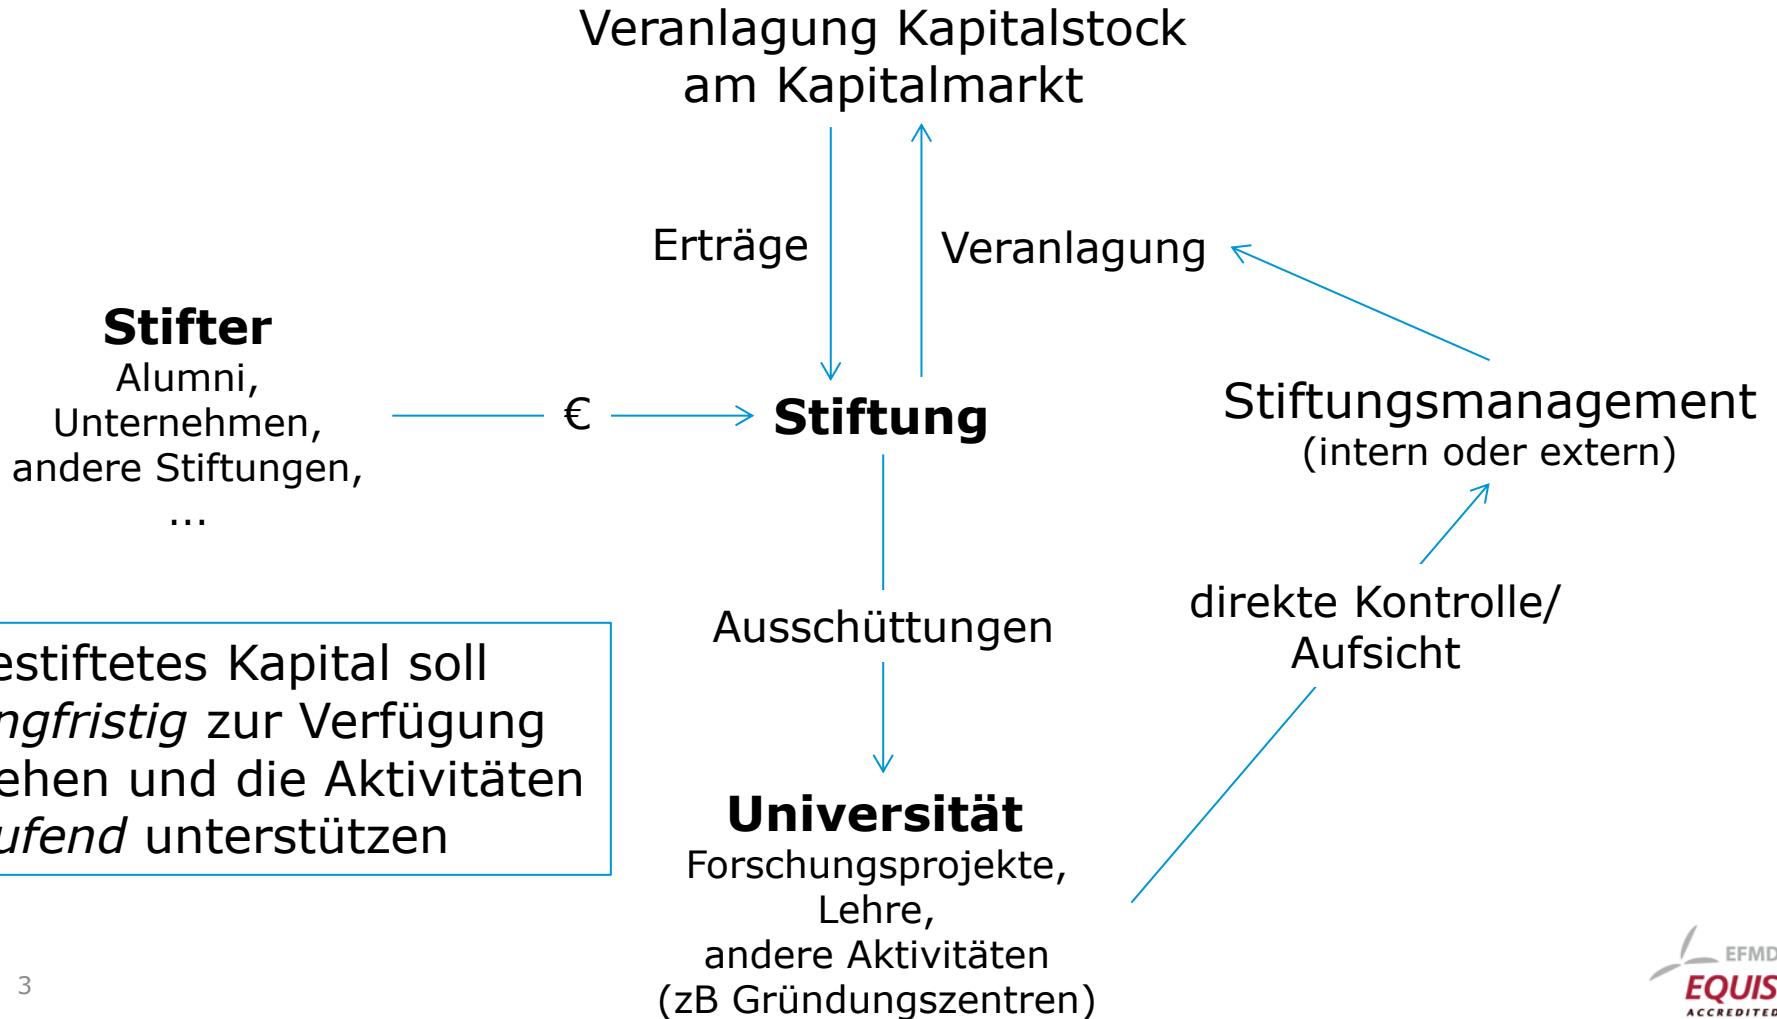 Veranlagung Kapitalstock
am Kapitalmarkt
Erträge
Veranlagung
Stifter
Alumni,
Unternehmen,
andere Stiftungen,
...
€
Stiftung
Stiftungsmanagement
(intern oder extern)
Ausschüttungen
direkte Kontrolle/
Aufsicht
estiftetes Kapital soll
ngfristig zur Verfügung
ehen und die Aktivitäten
ufend unterstützen
Universität
Forschungsprojekte,
Lehre,
andere Aktivitäten
(zB Gründungszentren)
3
EFMD
EQUIS
ACCREDITED